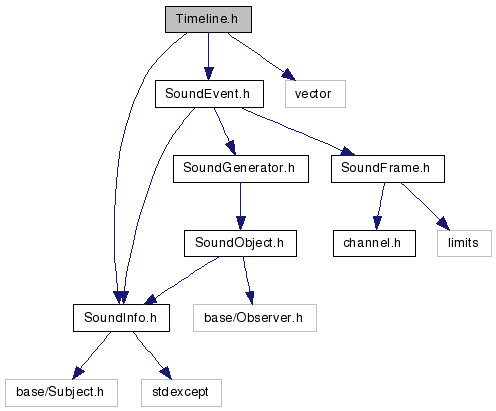 Timeline.h
SoundEvent.h
vector
SoundGenerator.h
SoundFrame.h
SoundObject.h
channel.h
limits
SoundInfo.h
base/Observer.h
base/Subject.h
stdexcept